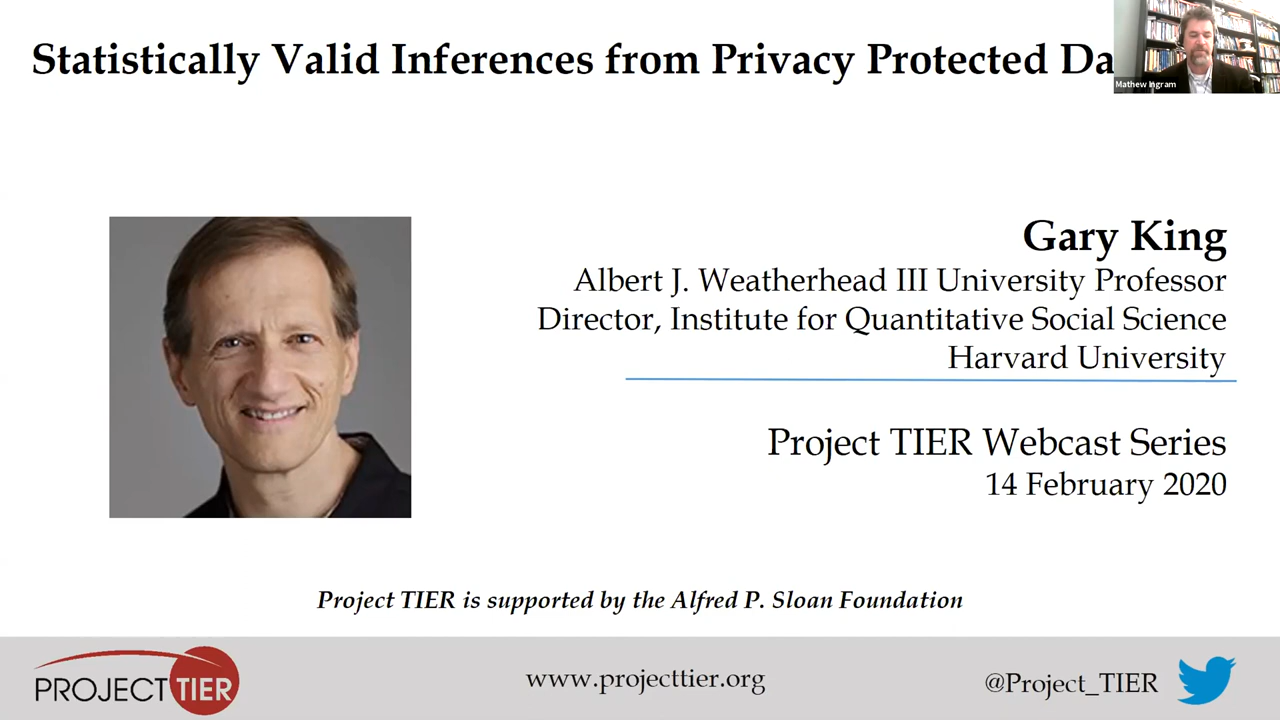 Statistically Valid Inferences from Privacy Protected Da
Mathew Ingram
Gary King
Albert J. Weatherhead III University Professor
Director, Institute for Quantitative Social Science
Harvard University
Project TIER Webcast Series
14 February 2020
Project TIER is supported by the Alfred P. Sloan Foundation
PROJECT TIER
www.projecttier.org
@Project_TIER